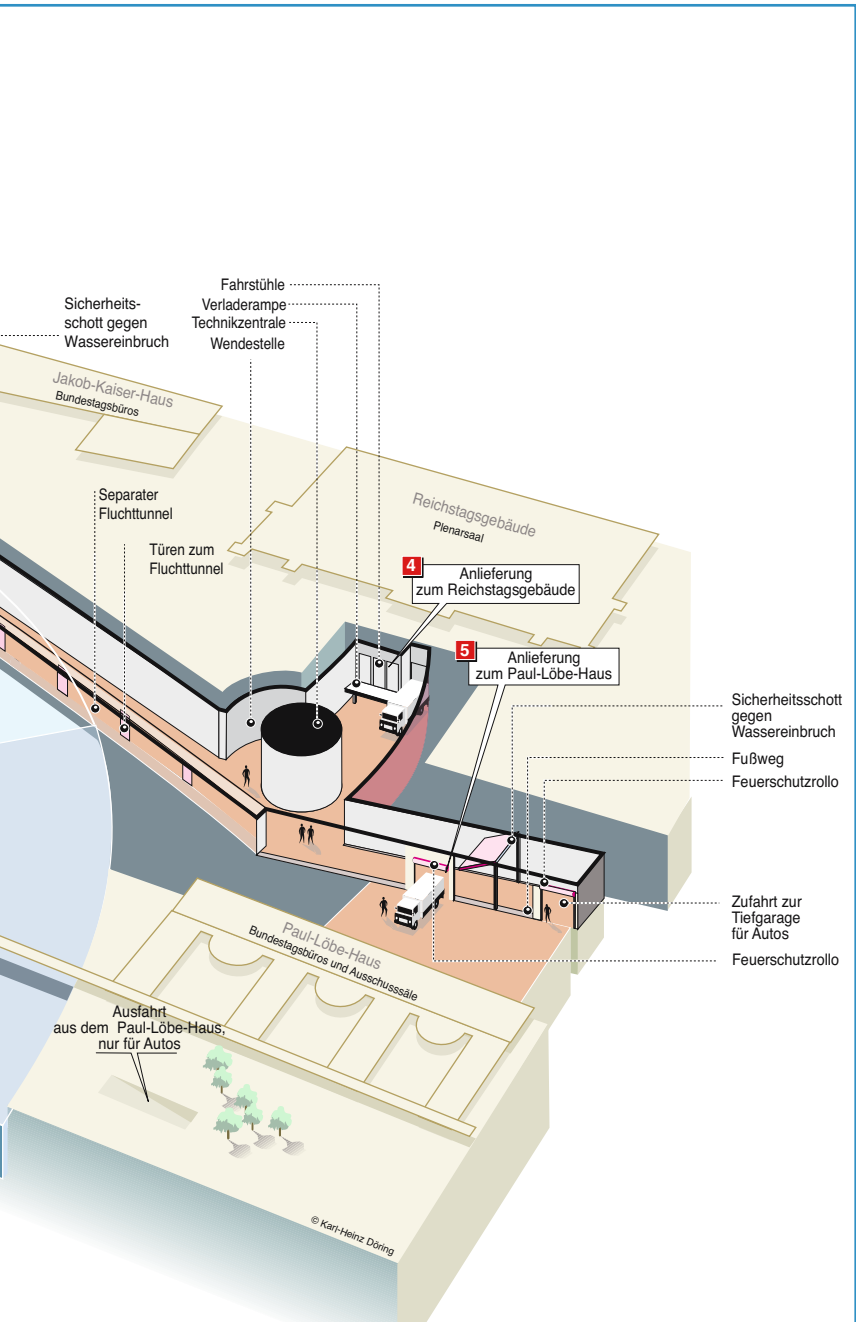 Fahrstühle
Verladerampe
Technikzentrale
Wendestelle
Sicherheits-
schott gegen
Wassereinbruch
Jakob-Kaiser-Haus
Bundestagsbüros
Separater
Fluchttunnel
Türen zum
Fluchttunnel
Reichstagsgebäude
Plenarsaal
4
Anlieferung
zum Reichstagsgebäude
5
Anlieferung
zum Paul-Löbe-Haus
Sicherheitsschott
gegen
Wassereinbruch
Fußweg
Feuerschutzrollo
Zufahrt zur
Tiefgarage
für Autos
Feuerschutzrollo
Paul-Löbe-Haus
Bundestagsbüros und Ausschusssäle
Ausfahrt
aus dem Paul-Löbe-Haus,
nur für Autos
© Karl-Heinz Döring